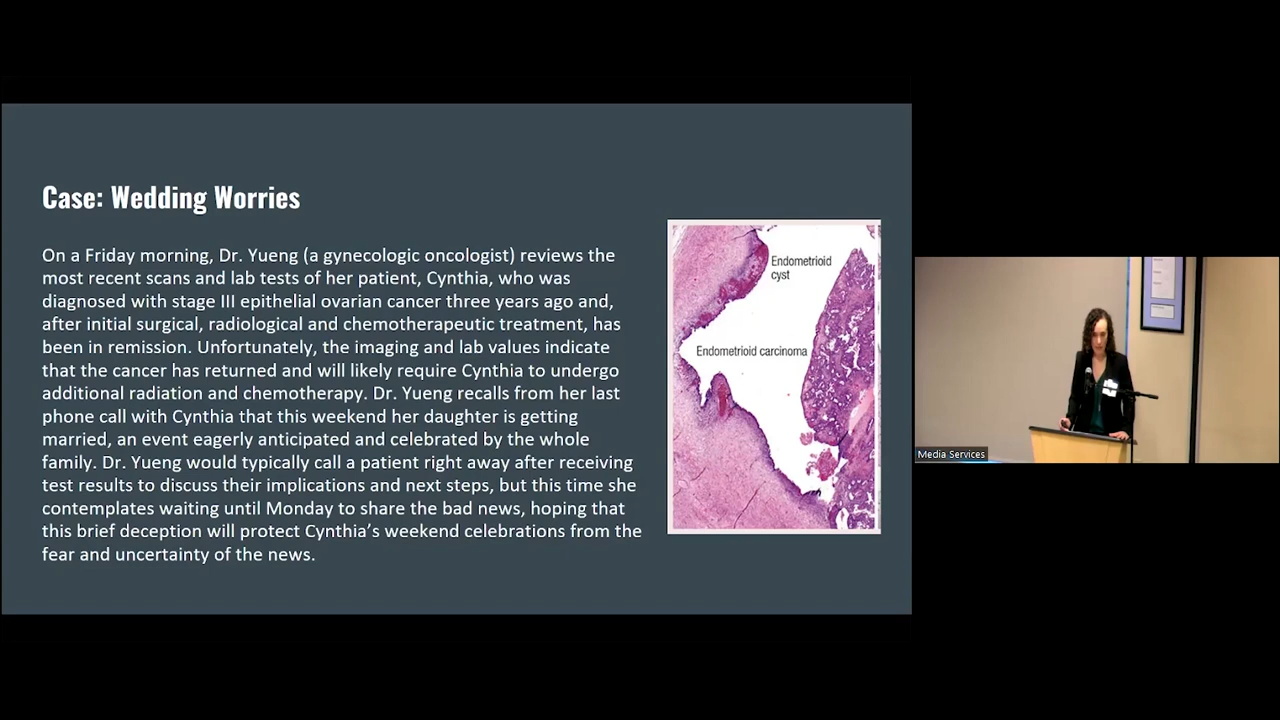 Case: Wedding Worries
On a Friday morning, Dr. Yueng (a gynecologic oncologist) reviews the
most recent scans and lab tests of her patient, Cynthia, who was
diagnosed with stage III epithelial ovarian cancer three years ago and,
after initial surgical, radiological and chemotherapeutic treatment, has
been in remission. Unfortunately, the imaging and lab values indicate
that the cancer has returned and will likely require Cynthia to undergo
additional radiation and chemotherapy. Dr. Yueng recalls from her last
phone call with Cynthia that this weekend her daughter is getting
married, an event eagerly anticipated and celebrated by the whole
family. Dr. Yueng would typically call a patient right away after receiving
test results to discuss their implications and next steps, but this time she
contemplates waiting until Monday to share the bad news, hoping that
this brief deception will protect Cynthia’s weekend celebrations from the
fear and uncertainty of the news.
Endometrioid
cyst
Endometrioid carcinoma
Media Services